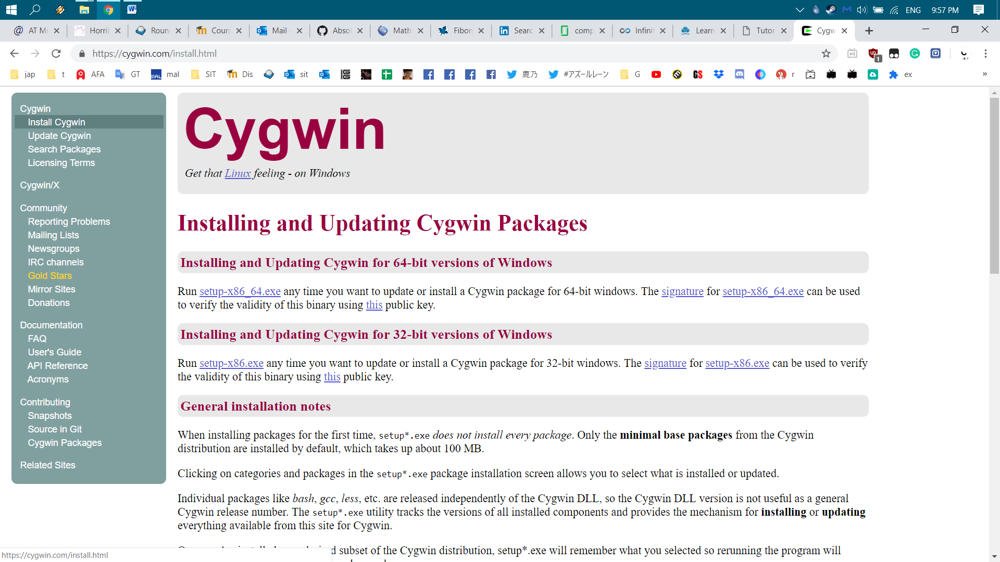 ENG 9:57 PM
AT Mi
Horril
Roun
Cours
Mail -
Absol
Maths
Fibon
Searc
comp
Infinit
Learn
Tutor
Cygw
https://cygwin.com/install.html
1
jap
t
AFA
GT
mal
SIT
Dis
sit
鹿乃
#アズールレーン
G
GS
r
ex
»
Cygwin
Install Cygwin
Update Cygwin
Search Packages
Licensing Terms
Cygwin/X
Community
Reporting Problems
Mailing Lists
Newsgroups
IRC channels
Gold Stars
Mirror Sites
Donations
Documentation
FAQ
User's Guide
API Reference
Acronyms
Contributing
Snapshots
Source in Git
Cygwin Packages
Related Sites
Cygwin
Get that Linux feeling - on Windows
Installing and Updating Cygwin Packages
Installing and Updating Cygwin for 64-bit versions of Windows
Run setup-x86_64.exe any time you want to update or install a Cygwin package for 64-bit windows. The signature for setup-x86_64.exe can be used
to verify the validity of this binary using this public key.
Installing and Updating Cygwin for 32-bit versions of Windows
Run setup-x86.exe any time you want to update or install a Cygwin package for 32-bit windows. The signature for setup-x86.exe can be used to verify
the validity of this binary using this public key.
General installation notes
When installing packages for the first time, setup*.exe does not install every package. Only the minimal base packages from the Cygwin
distribution are installed by default, which takes up about 100 MB.
Clicking on categories and packages in the setup*.exe package installation screen allows you to select what is installed or updated.
Individual packages like bash, gcc, less, etc. are released independently of the Cygwin DLL, so the Cygwin DLL version is not useful as a general
Cygwin release number. The setup*.exe utility tracks the versions of all installed components and provides the mechanism for installing or updating
everything available from this site for Cygwin.
subset of the Cygwin distribution, setup*.exe will remember what you selected so rerunning the program will
https://cygwin.com/install.html